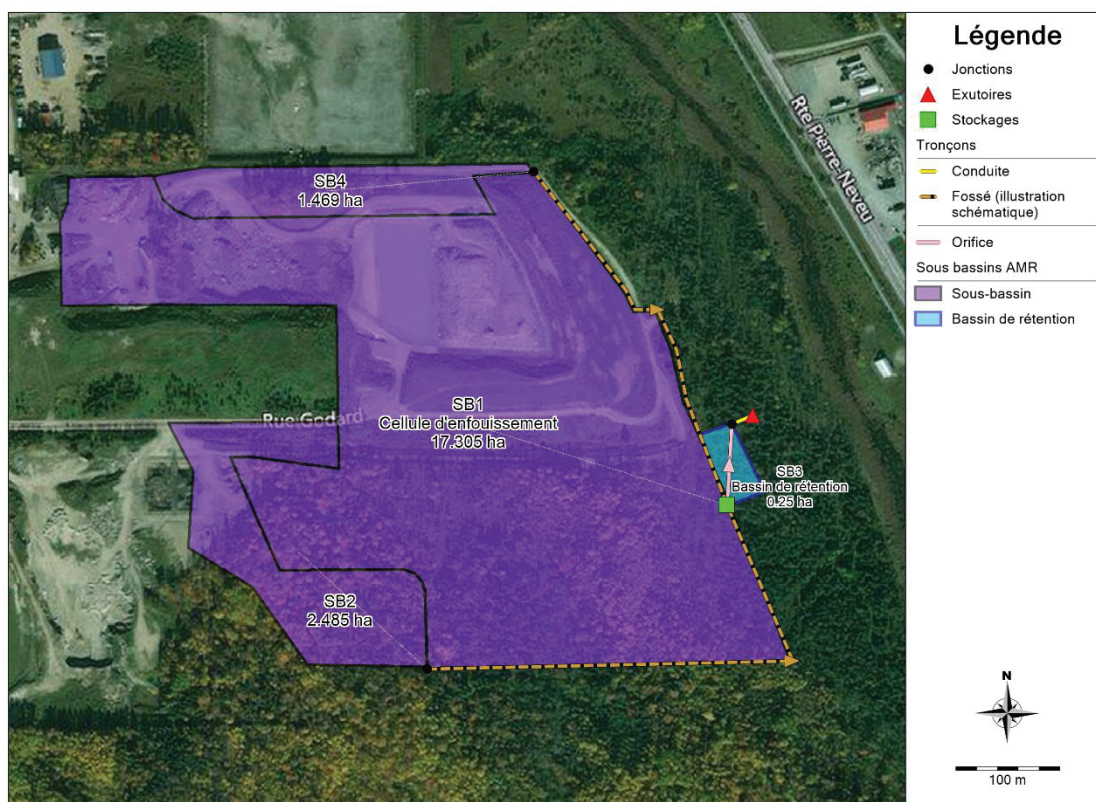 SB4
1.469 ha
Rte Pierre-Neveu
Rue Godard
SB1
Cellule d'enfouissement
17.305 ha
SB3
Bassin de rétention
0.25 ha
SB2
2.485 ha
Légende
Jonctions
Exutoires
Stockages
Tronçons
Conduite
Fossé (illustration
schématique)
Orifice
Sous bassins AMR
Sous-bassin
Bassin de rétention
N
100 m